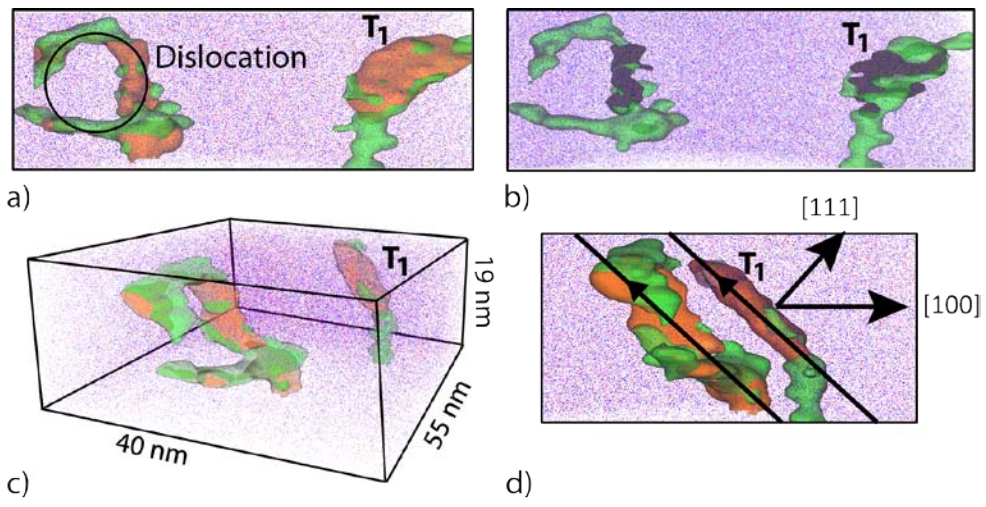 Dislocation
T1
T1
a)
b)
T1
19 nm
55 nm
40 nm
c)
[111]
T1
[100]
d)